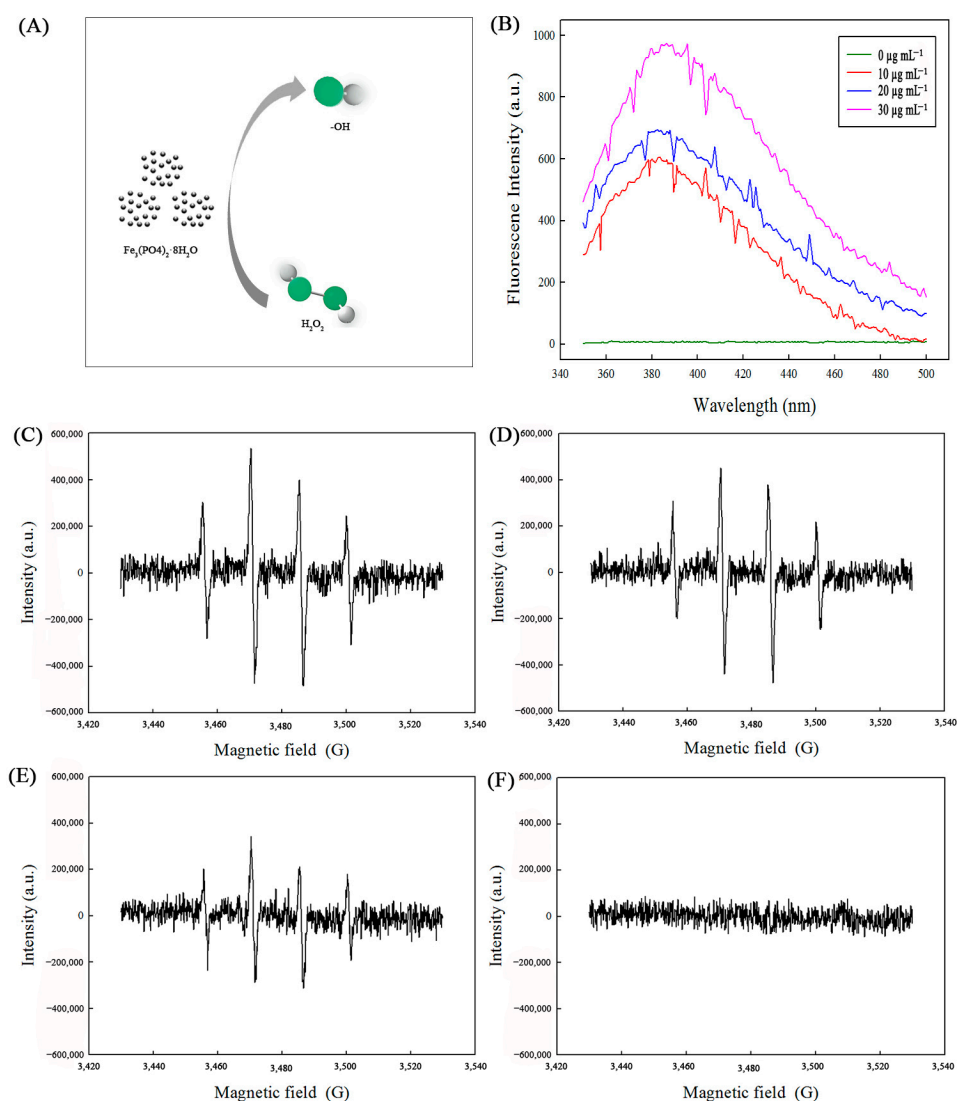 (A)
-OH
Fe₃(PO4)₂·8H₂O
H₂O₂
(B)
Fluorescene Intensity (a.u.)
1000
800
600
400
200
0
0 μg mL⁻¹
10 μg mL⁻¹
20 μg mL⁻¹
30 μg mL⁻¹
340 360 380 400 420 440 460 480 500
Wavelength (nm)
(C)
Intensity (a.u.)
600,000
400,000
200,000
0
−200,000
−400,000
−600,000
3,420 3,440 3,460 3,480 3,500 3,520 3,540
Magnetic field (G)
(D)
Intensity (a.u.)
600,000
400,000
200,000
0
−200,000
−400,000
−600,000
3,420 3,440 3,460 3,480 3,500 3,520 3,540
Magnetic field (G)
(E)
Intensity (a.u.)
600,000
400,000
200,000
0
−200,000
−400,000
−600,000
3,420 3,440 3,460 3,480 3,500 3,520 3,540
Magnetic field (G)
(F)
Intensity (a.u.)
600,000
400,000
200,000
0
−200,000
−400,000
−600,000
3,420 3,440 3,460 3,480 3,500 3,520 3,540
Magnetic field (G)